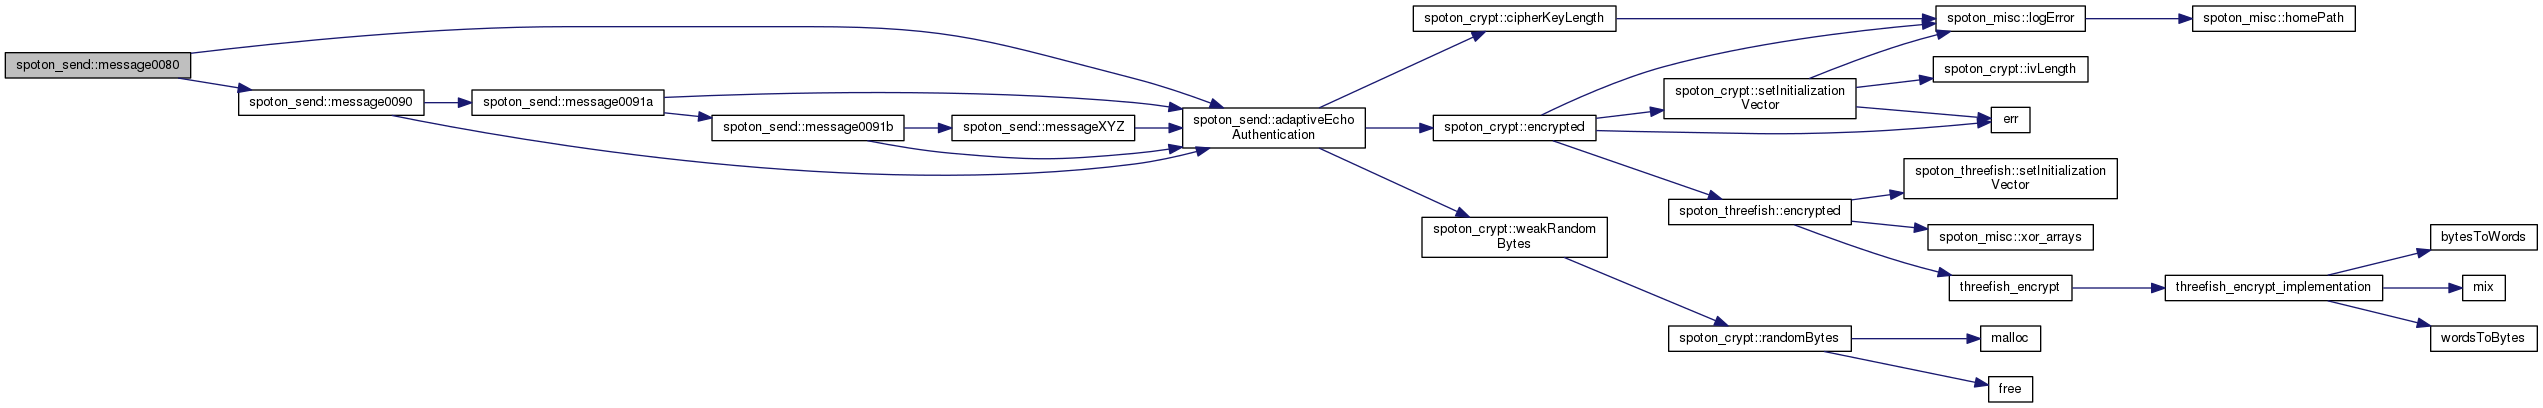 spoton_send::message0080
spoton_send::message0090
spoton_send::message0091a
spoton_send::message0091b
spoton_send::messageXYZ
spoton_send::adaptiveEcho
Authentication
spoton_crypt::cipherKeyLength
spoton_crypt::encrypted
spoton_crypt::weakRandom
Bytes
spoton_misc::logError
spoton_misc::homePath
spoton_crypt::setInitialization
Vector
spoton_crypt::ivLength
err
spoton_threefish::encrypted
spoton_threefish::setInitialization
Vector
spoton_misc::xor_arrays
threefish_encrypt
threefish_encrypt_implementation
bytesToWords
mix
wordsToBytes
spoton_crypt::randomBytes
malloc
free